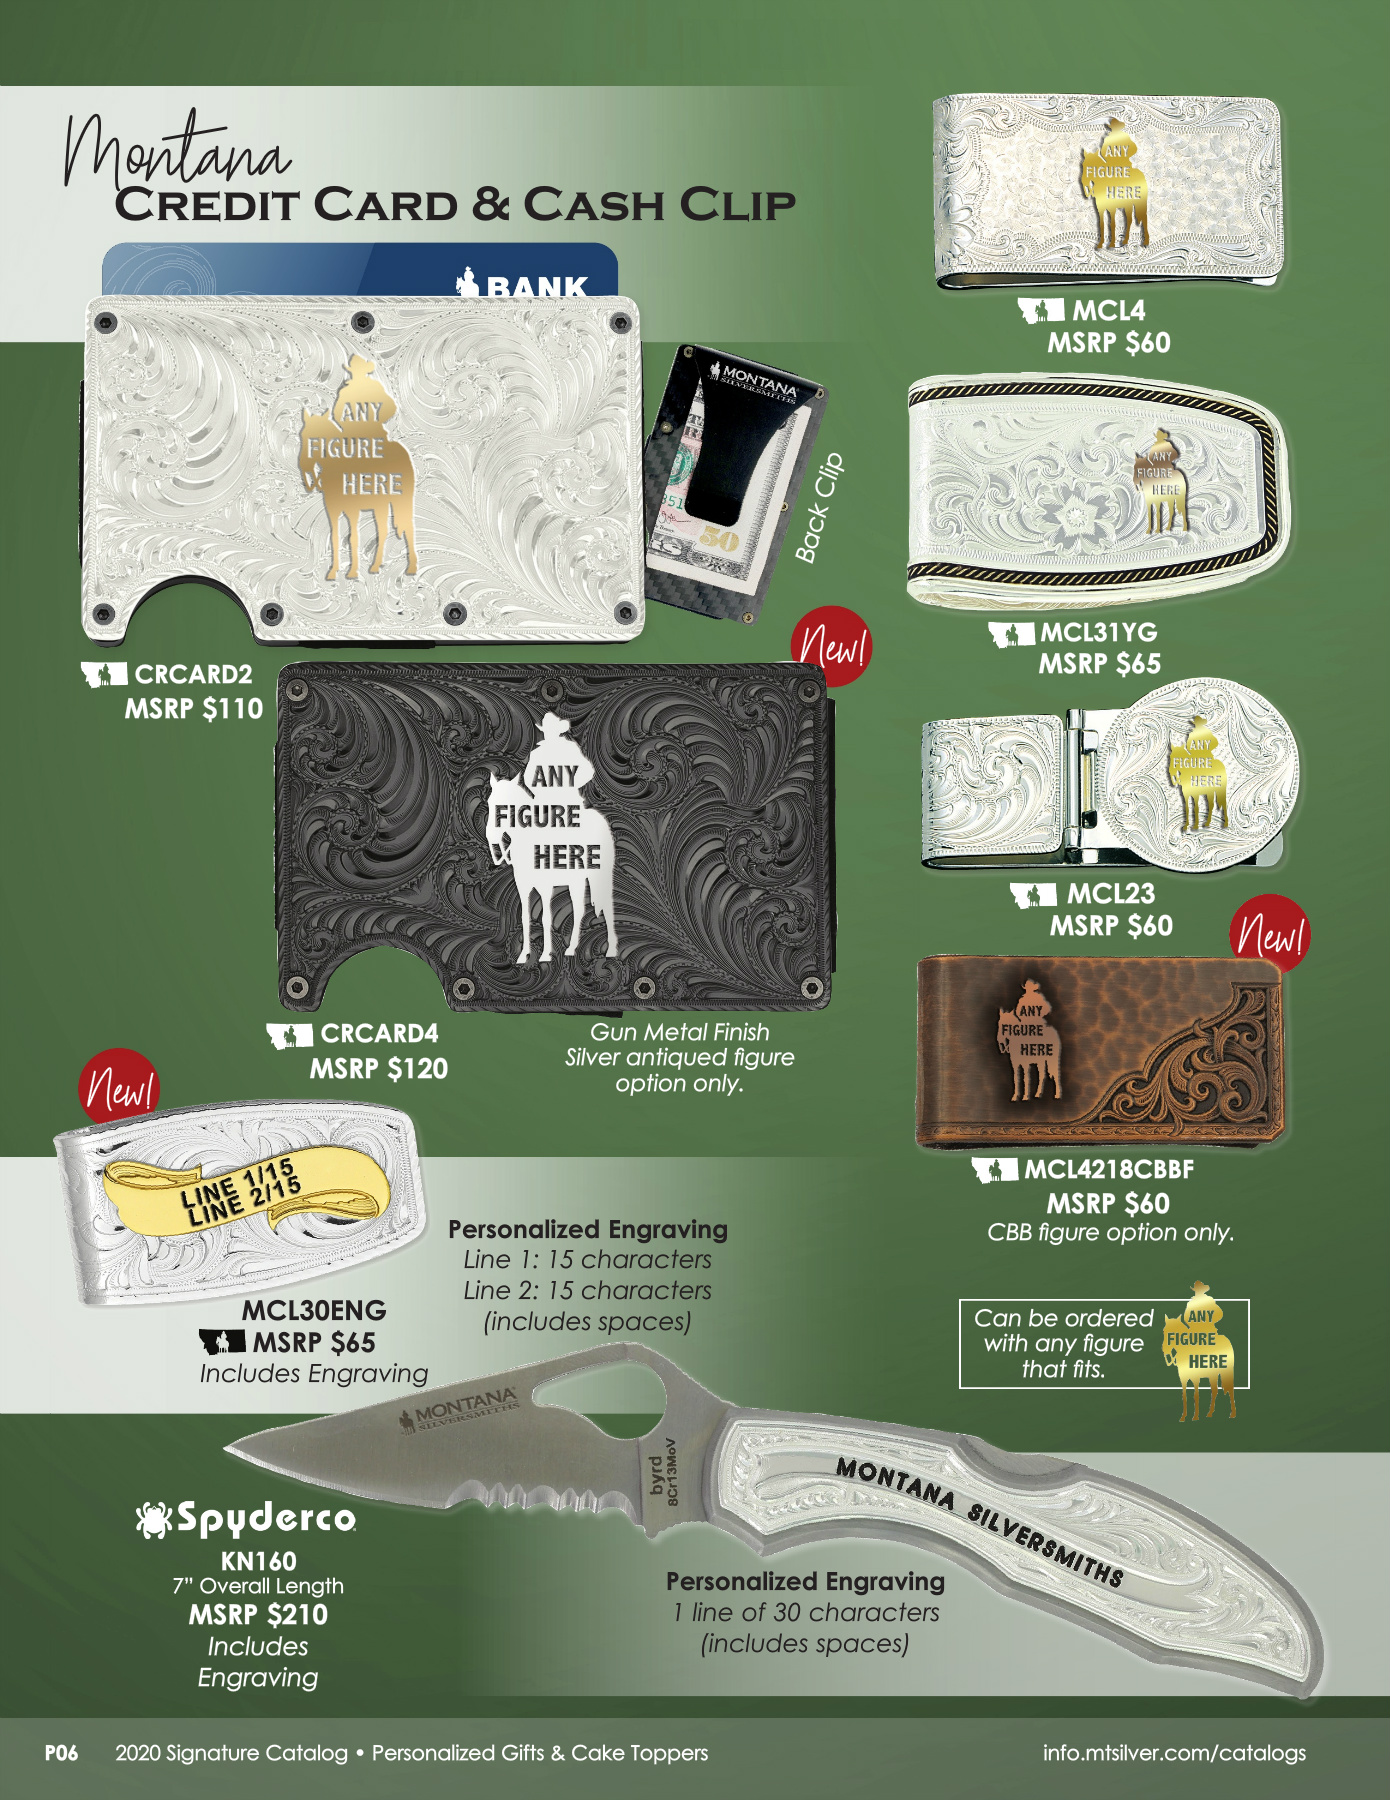 Montana
CREDIT CARD & CASH CLIP
BANK
ANY
FIGURE
HERE
MONTANA
SILVERSMITHS
50
Back Clip
CRCARD2
MSRP $110
New!
ANY
FIGURE
HERE
CRCARD4
MSRP $120
Gun Metal Finish
Silver antiqued figure
option only.
ANY
FIGURE
HERE
MCL4
MSRP $60
ANY
FIGURE
HERE
MCL31YG
MSRP $65
ANY
FIGURE
HERE
MCL23
MSRP $60
New!
ANY
FIGURE
HERE
MCL4218CBBF
MSRP $60
CBB figure option only.
New!
LINE 1/15
LINE 2/15
MCL30ENG
MSRP $65
Includes Engraving
Personalized Engraving
Line 1: 15 characters
Line 2: 15 characters
(includes spaces)
Can be ordered
with any figure
that fits.
ANY
FIGURE
HERE
MONTANA
SILVERSMITHS
byrd
8Cr13MoV
MONTANA SILVERSMITHS
Spyderco
KN160
7” Overall Length
MSRP $210
Includes
Engraving
Personalized Engraving
1 line of 30 characters
(includes spaces)
P06 2020 Signature Catalog • Personalized Gifts & Cake Toppers
info.mtsilver.com/catalogs